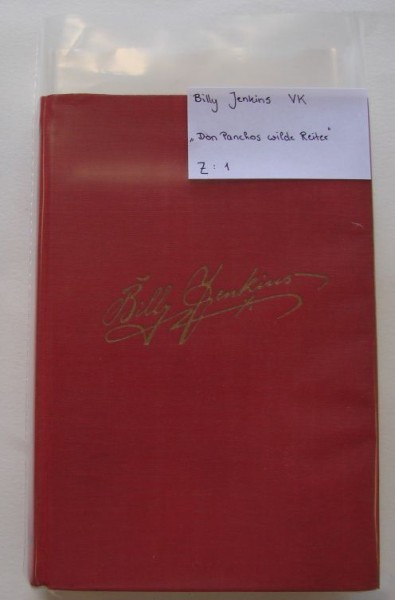 Billy Jenkins VK
„Don Panchos wilde Reiter"
Z: 1
Billy Jenkins